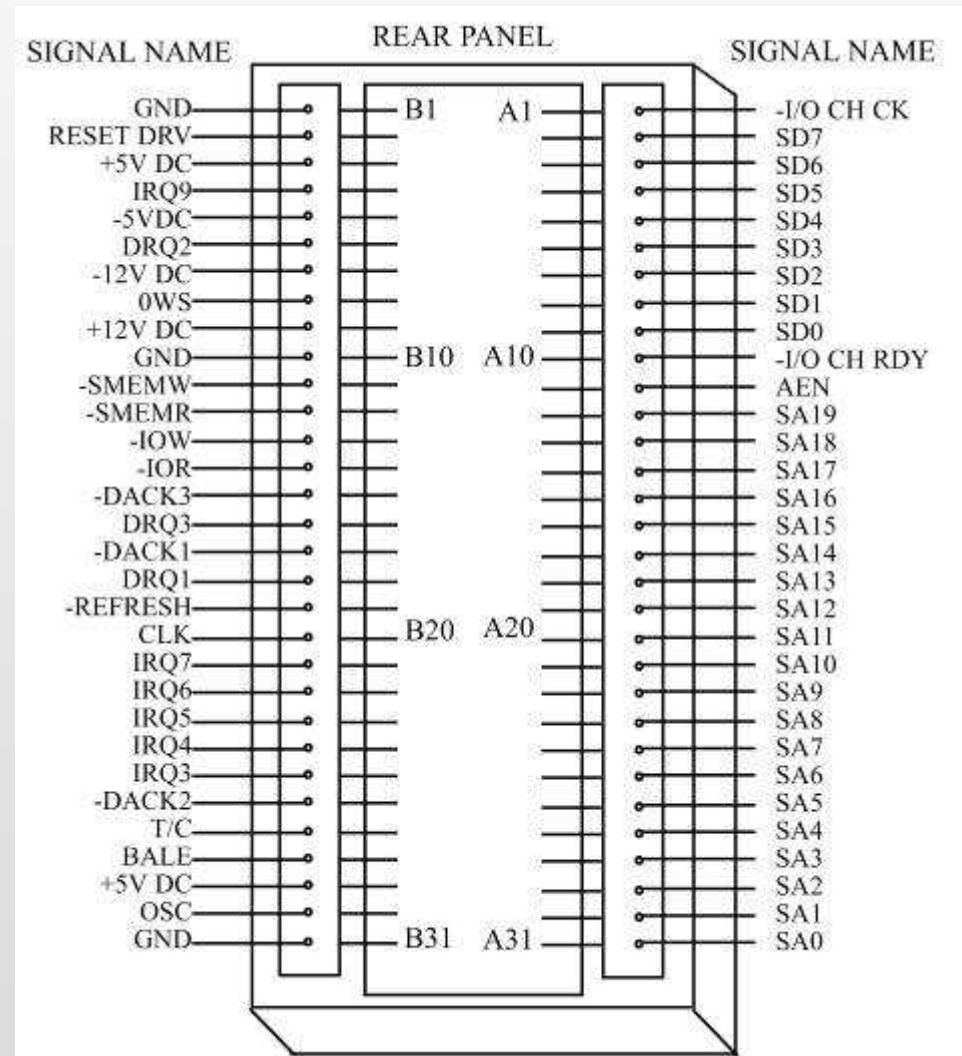 REAR PANEL
SIGNAL NAME SIGNAL NAME
GND B1 A1 -I/O CH CK
RESET DRV SD7
+5V DC SD6
IRQ9 SD5
-5VDC SD4
DRQ2 SD3
-12V DC SD2
0WS SD1
+12V DC SD0
GND B10 A10 -I/O CH RDY
-SMEMW AEN
-SMEMR SA19
-IOW SA18
-IOR SA17
-DACK3 SA16
DRQ3 SA15
-DACK1 SA14
DRQ1 SA13
-REFRESH SA12
CLK B20 A20 SA11
IRQ7 SA10
IRQ6 SA9
IRQ5 SA8
IRQ4 SA7
IRQ3 SA6
-DACK2 SA5
T/C SA4
BALE SA3
+5V DC SA2
OSC SA1
GND B31 A31 SA0